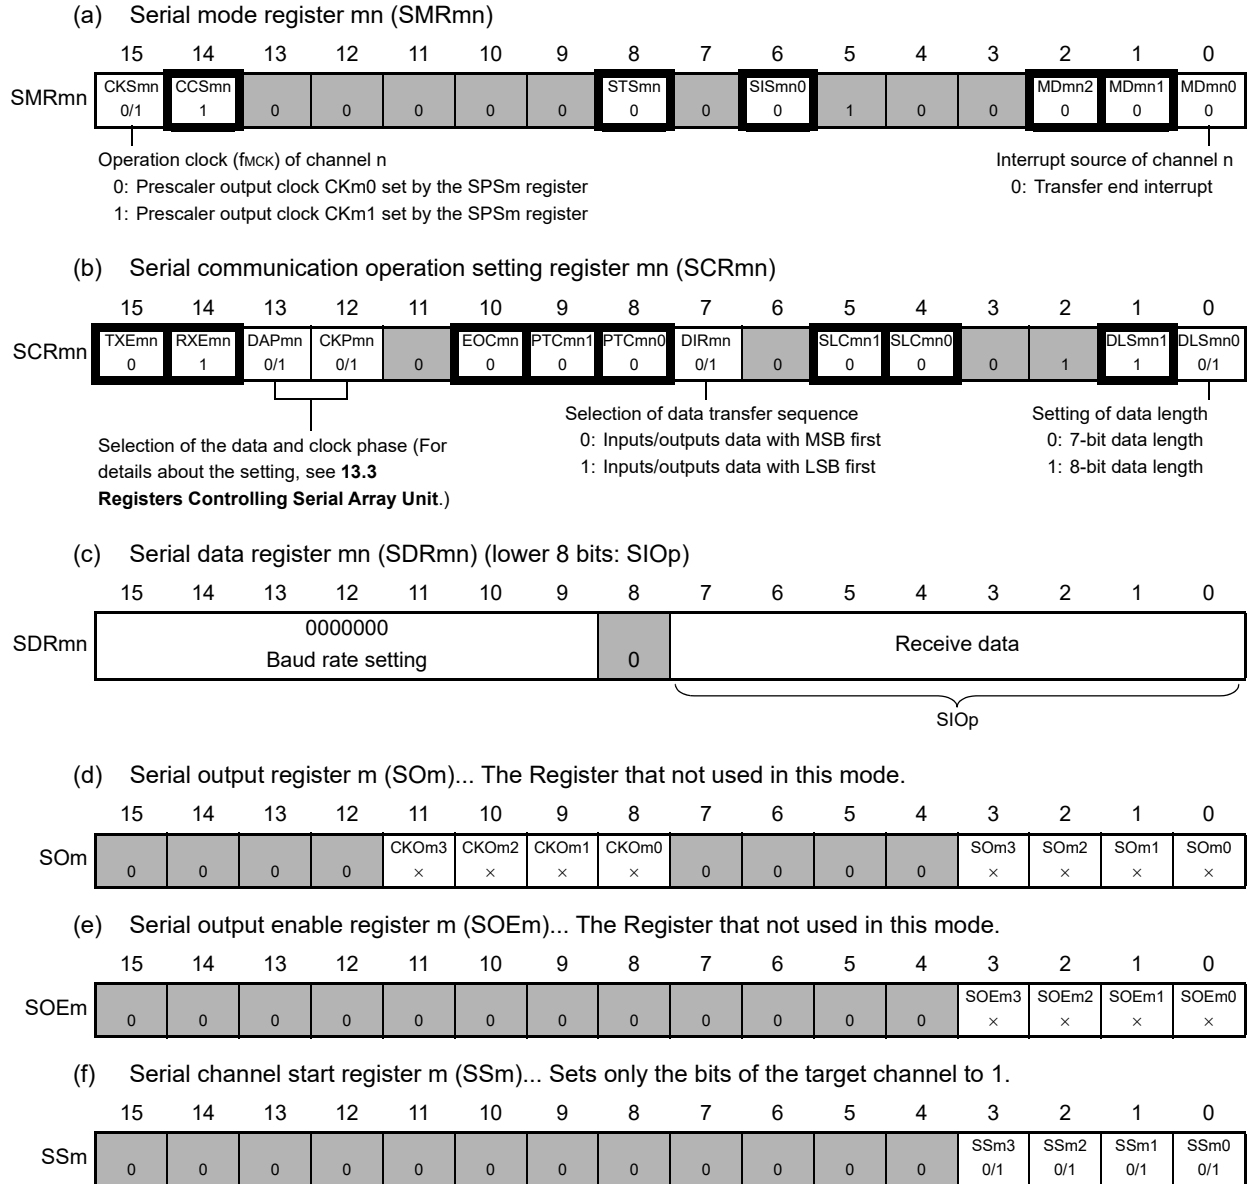 (a) Serial mode register mn (SMRmn)
15 14 13 12 11 10 9 8 7 6 5 4 3 2 1 0
SMRmn
CKSmn CCSmn STSmn SISmn0 MDmn2 MDmn1 MDmn0
0/1 1 0 0 0 0 0 0 0 0 1 0 0 0 0 0
Operation clock (fMCK) of channel n
0: Prescaler output clock CKm0 set by the SPSm register
1: Prescaler output clock CKm1 set by the SPSm register
Interrupt source of channel n
0: Transfer end interrupt
(b) Serial communication operation setting register mn (SCRmn)
15 14 13 12 11 10 9 8 7 6 5 4 3 2 1 0
SCRmn
TXEmn RXEmn DAPmn CKPmn EOCmn PTCmn1 PTCmn0 DIRmn SLCmn1 SLCmn0 DLSmn1 DLSmn0
0 1 0/1 0/1 0 0 0 0 0/1 0 0 0 0 1 1 0/1
Selection of the data and clock phase (For
details about the setting, see 13.3
Registers Controlling Serial Array Unit.)
Selection of data transfer sequence
0: Inputs/outputs data with MSB first
1: Inputs/outputs data with LSB first
Setting of data length
0: 7-bit data length
1: 8-bit data length
(c) Serial data register mn (SDRmn) (lower 8 bits: SIOp)
15 14 13 12 11 10 9 8 7 6 5 4 3 2 1 0
SDRmn
0000000
Baud rate setting
0
Receive data
SIOp
(d) Serial output register m (SOm)... The Register that not used in this mode.
15 14 13 12 11 10 9 8 7 6 5 4 3 2 1 0
SOm
CKOm3 CKOm2 CKOm1 CKOm0 SOm3 SOm2 SOm1 SOm0
0 0 0 0 × × × × 0 0 0 0 × × × ×
(e) Serial output enable register m (SOEm)... The Register that not used in this mode.
15 14 13 12 11 10 9 8 7 6 5 4 3 2 1 0
SOEm
SOEm3 SOEm2 SOEm1 SOEm0
0 0 0 0 0 0 0 0 0 0 0 0 × × × ×
(f) Serial channel start register m (SSm)... Sets only the bits of the target channel to 1.
15 14 13 12 11 10 9 8 7 6 5 4 3 2 1 0
SSm
SSm3 SSm2 SSm1 SSm0
0 0 0 0 0 0 0 0 0 0 0 0 0/1 0/1 0/1 0/1